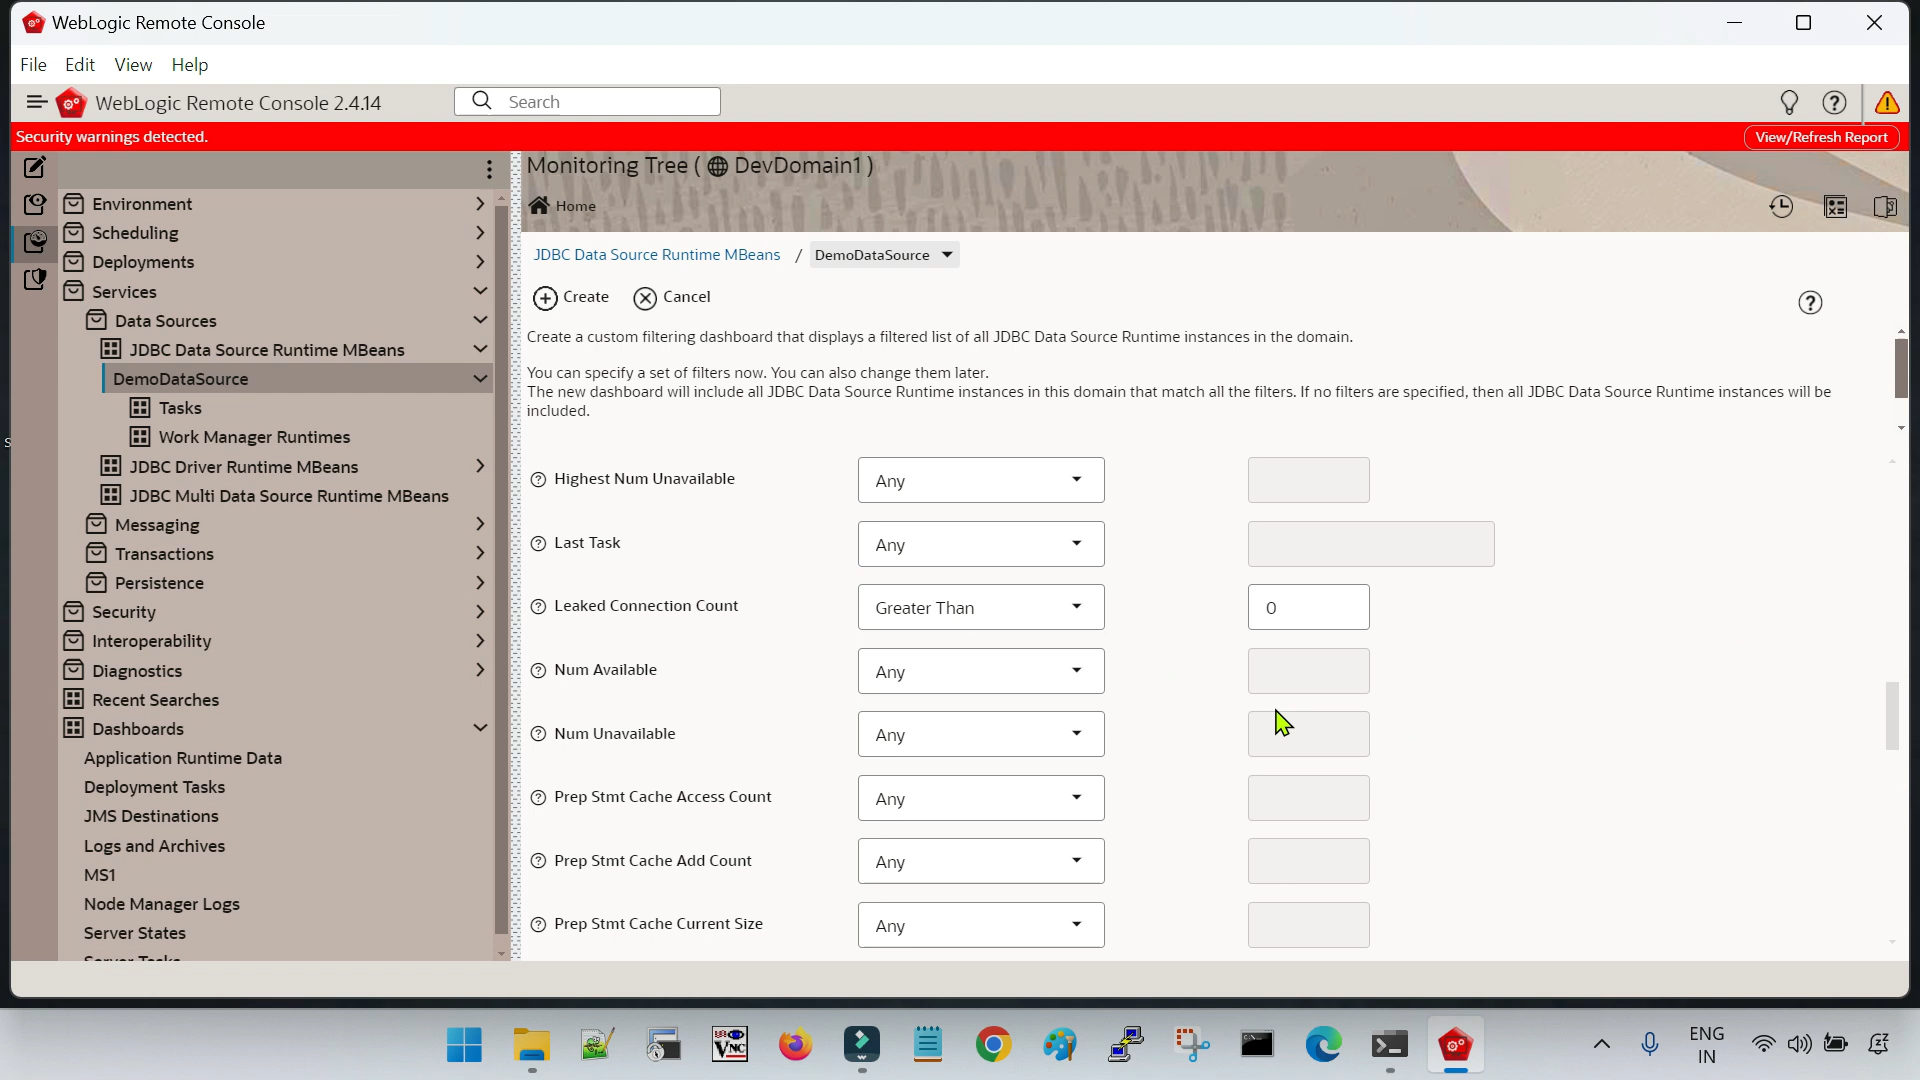 WebLogic Remote Console
File Edit View Help
WebLogic Remote Console 2.4.14
Search
Security warnings detected.
View/Refresh Report
Environment
Scheduling
Deployments
Services
Data Sources
JDBC Data Source Runtime MBeans
DemoDataSource
Tasks
Work Manager Runtimes
JDBC Driver Runtime MBeans
JDBC Multi Data Source Runtime MBeans
Messaging
Transactions
Persistence
Security
Interoperability
Diagnostics
Recent Searches
Dashboards
Application Runtime Data
Deployment Tasks
JMS Destinations
Logs and Archives
MS1
Node Manager Logs
Server States
Monitoring Tree ( DevDomain1 )
Home
JDBC Data Source Runtime MBeans / DemoDataSource
Create Cancel
Create a custom filtering dashboard that displays a filtered list of all JDBC Data Source Runtime instances in the domain.
You can specify a set of filters now. You can also change them later.
The new dashboard will include all JDBC Data Source Runtime instances in this domain that match all the filters. If no filters are specified, then all JDBC Data Source Runtime instances will be
included.
Highest Num Unavailable Any
Last Task Any
Leaked Connection Count Greater Than 0
Num Available Any
Num Unavailable Any
Prep Stmt Cache Access Count Any
Prep Stmt Cache Add Count Any
Prep Stmt Cache Current Size Any
ENG
IN